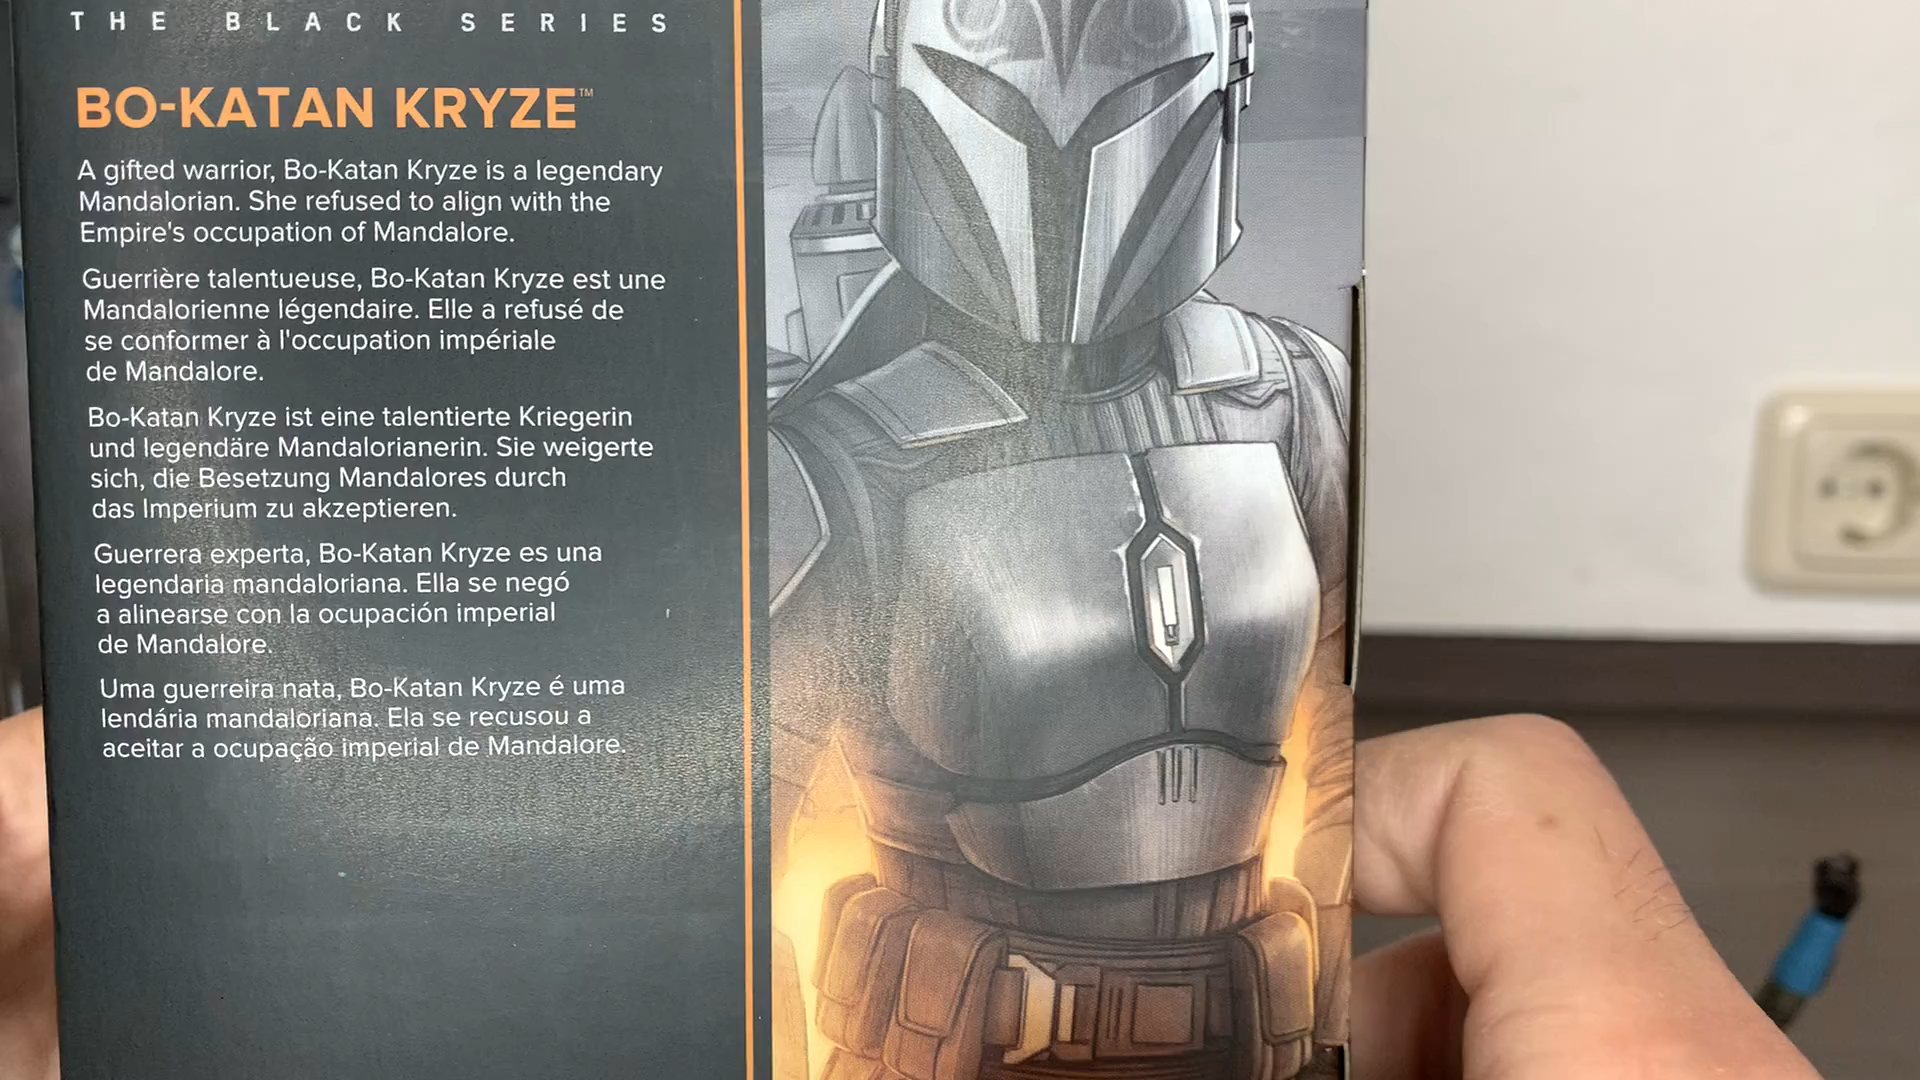 THE BLACK SERIES
BO-KATAN KRYZE™
A gifted warrior, Bo-Katan Kryze is a legendary
Mandalorian. She refused to align with the
Empire's occupation of Mandalore.
Guerrière talentueuse, Bo-Katan Kryze est une
Mandalorienne légendaire. Elle a refusé de
se conformer à l'occupation impériale
de Mandalore.
Bo-Katan Kryze ist eine talentierte Kriegerin
und legendäre Mandalorianerin. Sie weigerte
sich, die Besetzung Mandalores durch
das Imperium zu akzeptieren.
Guerrera experta, Bo-Katan Kryze es una
legendaria mandaloriana. Ella se negó
a alinearse con la ocupación imperial
de Mandalore.
Uma guerreira nata, Bo-Katan Kryze é uma
lendária mandaloriana. Ela se recusou a
aceitar a ocupação imperial de Mandalore.